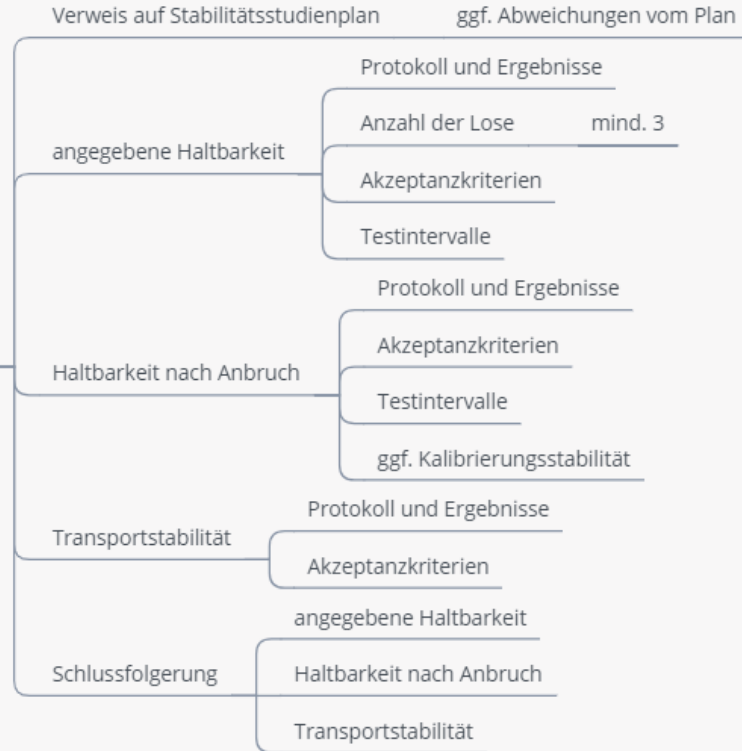 Verweis auf Stabilitätsstudienplan ggf. Abweichungen vom Plan
angegebene Haltbarkeit
Protokoll und Ergebnisse
Anzahl der Lose mind. 3
Akzeptanzkriterien
Testintervalle
Haltbarkeit nach Anbruch
Protokoll und Ergebnisse
Akzeptanzkriterien
Testintervalle
ggf. Kalibrierungsstabilität
Transportstabilität
Protokoll und Ergebnisse
Akzeptanzkriterien
Schlussfolgerung
angegebene Haltbarkeit
Haltbarkeit nach Anbruch
Transportstabilität